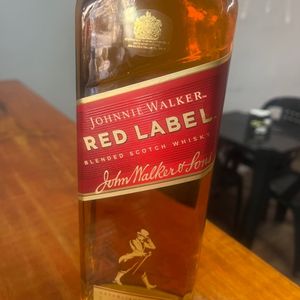 JOHNNIE WALKER
RED LABEL
BLENDED SCOTCH WHISKY
John Walker & Sons